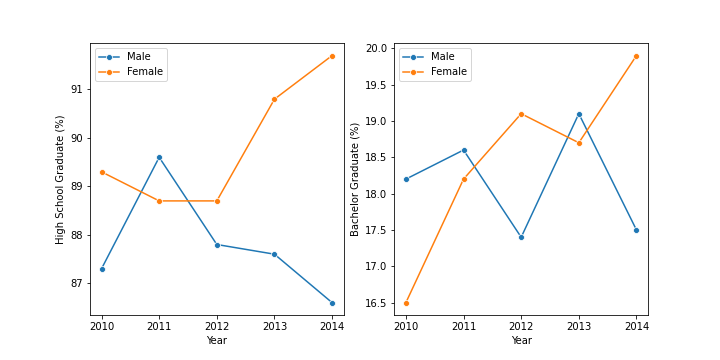 Male
Female
91
90
89
88
87
High School Graduate (%)
2010 2011 2012 2013 2014
Year
Male
Female
20.0
19.5
19.0
18.5
18.0
17.5
17.0
16.5
Bachelor Graduate (%)
2010 2011 2012 2013 2014
Year